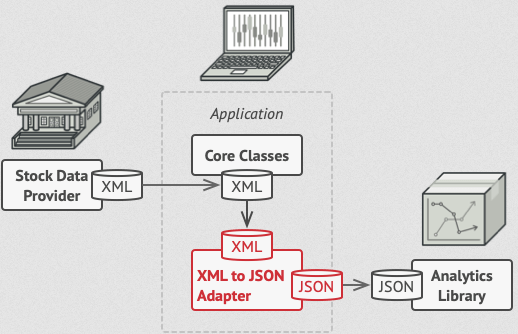 Application
Core Classes
XML
Stock Data
Provider
XML
XML
XML to JSON
Adapter
JSON
JSON
Analytics
Library